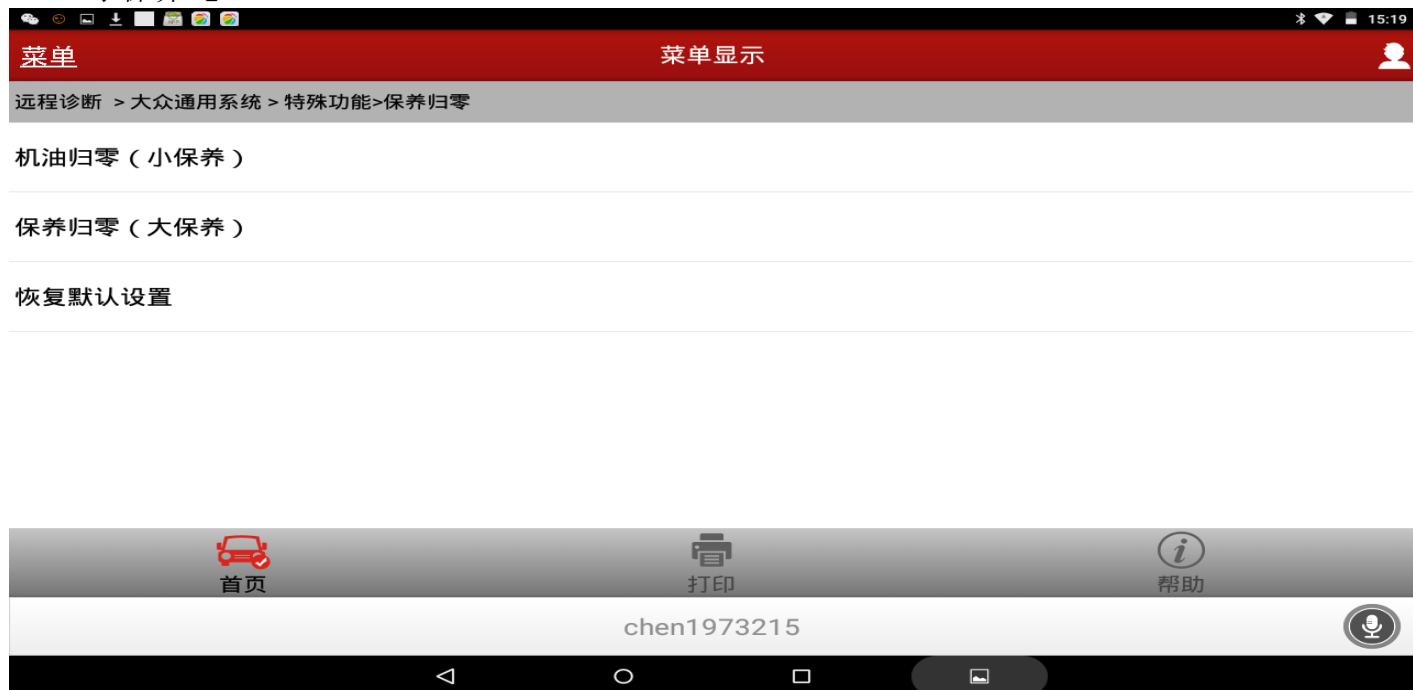 15:19
菜单 菜单显示
远程诊断 > 大众通用系统 > 特殊功能>保养归零
机油归零（小保养）
保养归零（大保养）
恢复默认设置
首页 打印 帮助
chen1973215